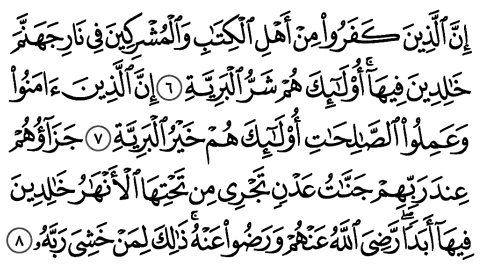 إِنَّ ٱلَّذِينَ كَفَرُوا۟ مِنْ أَهْلِ ٱلْكِتَٰبِ وَٱلْمُشْرِكِينَ فِى نَارِ جَهَنَّمَ
خَٰلِدِينَ فِيهَآ ۚ أُو۟لَٰٓئِكَ هُمْ شَرُّ ٱلْبَرِيَّةِ ٦ إِنَّ ٱلَّذِينَ ءَامَنُوا۟
وَعَمِلُوا۟ ٱلصَّٰلِحَٰتِ أُو۟لَٰٓئِكَ هُمْ خَيْرُ ٱلْبَرِيَّةِ ٧ جَزَآؤُهُمْ
عِندَ رَبِّهِمْ جَنَّٰتُ عَدْنٍ تَجْرِى مِن تَحْتِهَا ٱلْأَنْهَٰرُ خَٰلِدِينَ
فِيهَآ أَبَدًا ۖ رَّضِىَ ٱللَّهُ عَنْهُمْ وَرَضُوا۟ عَنْهُ ۚ ذَٰلِكَ لِمَنْ خَشِىَ رَبَّهُۥ ٨